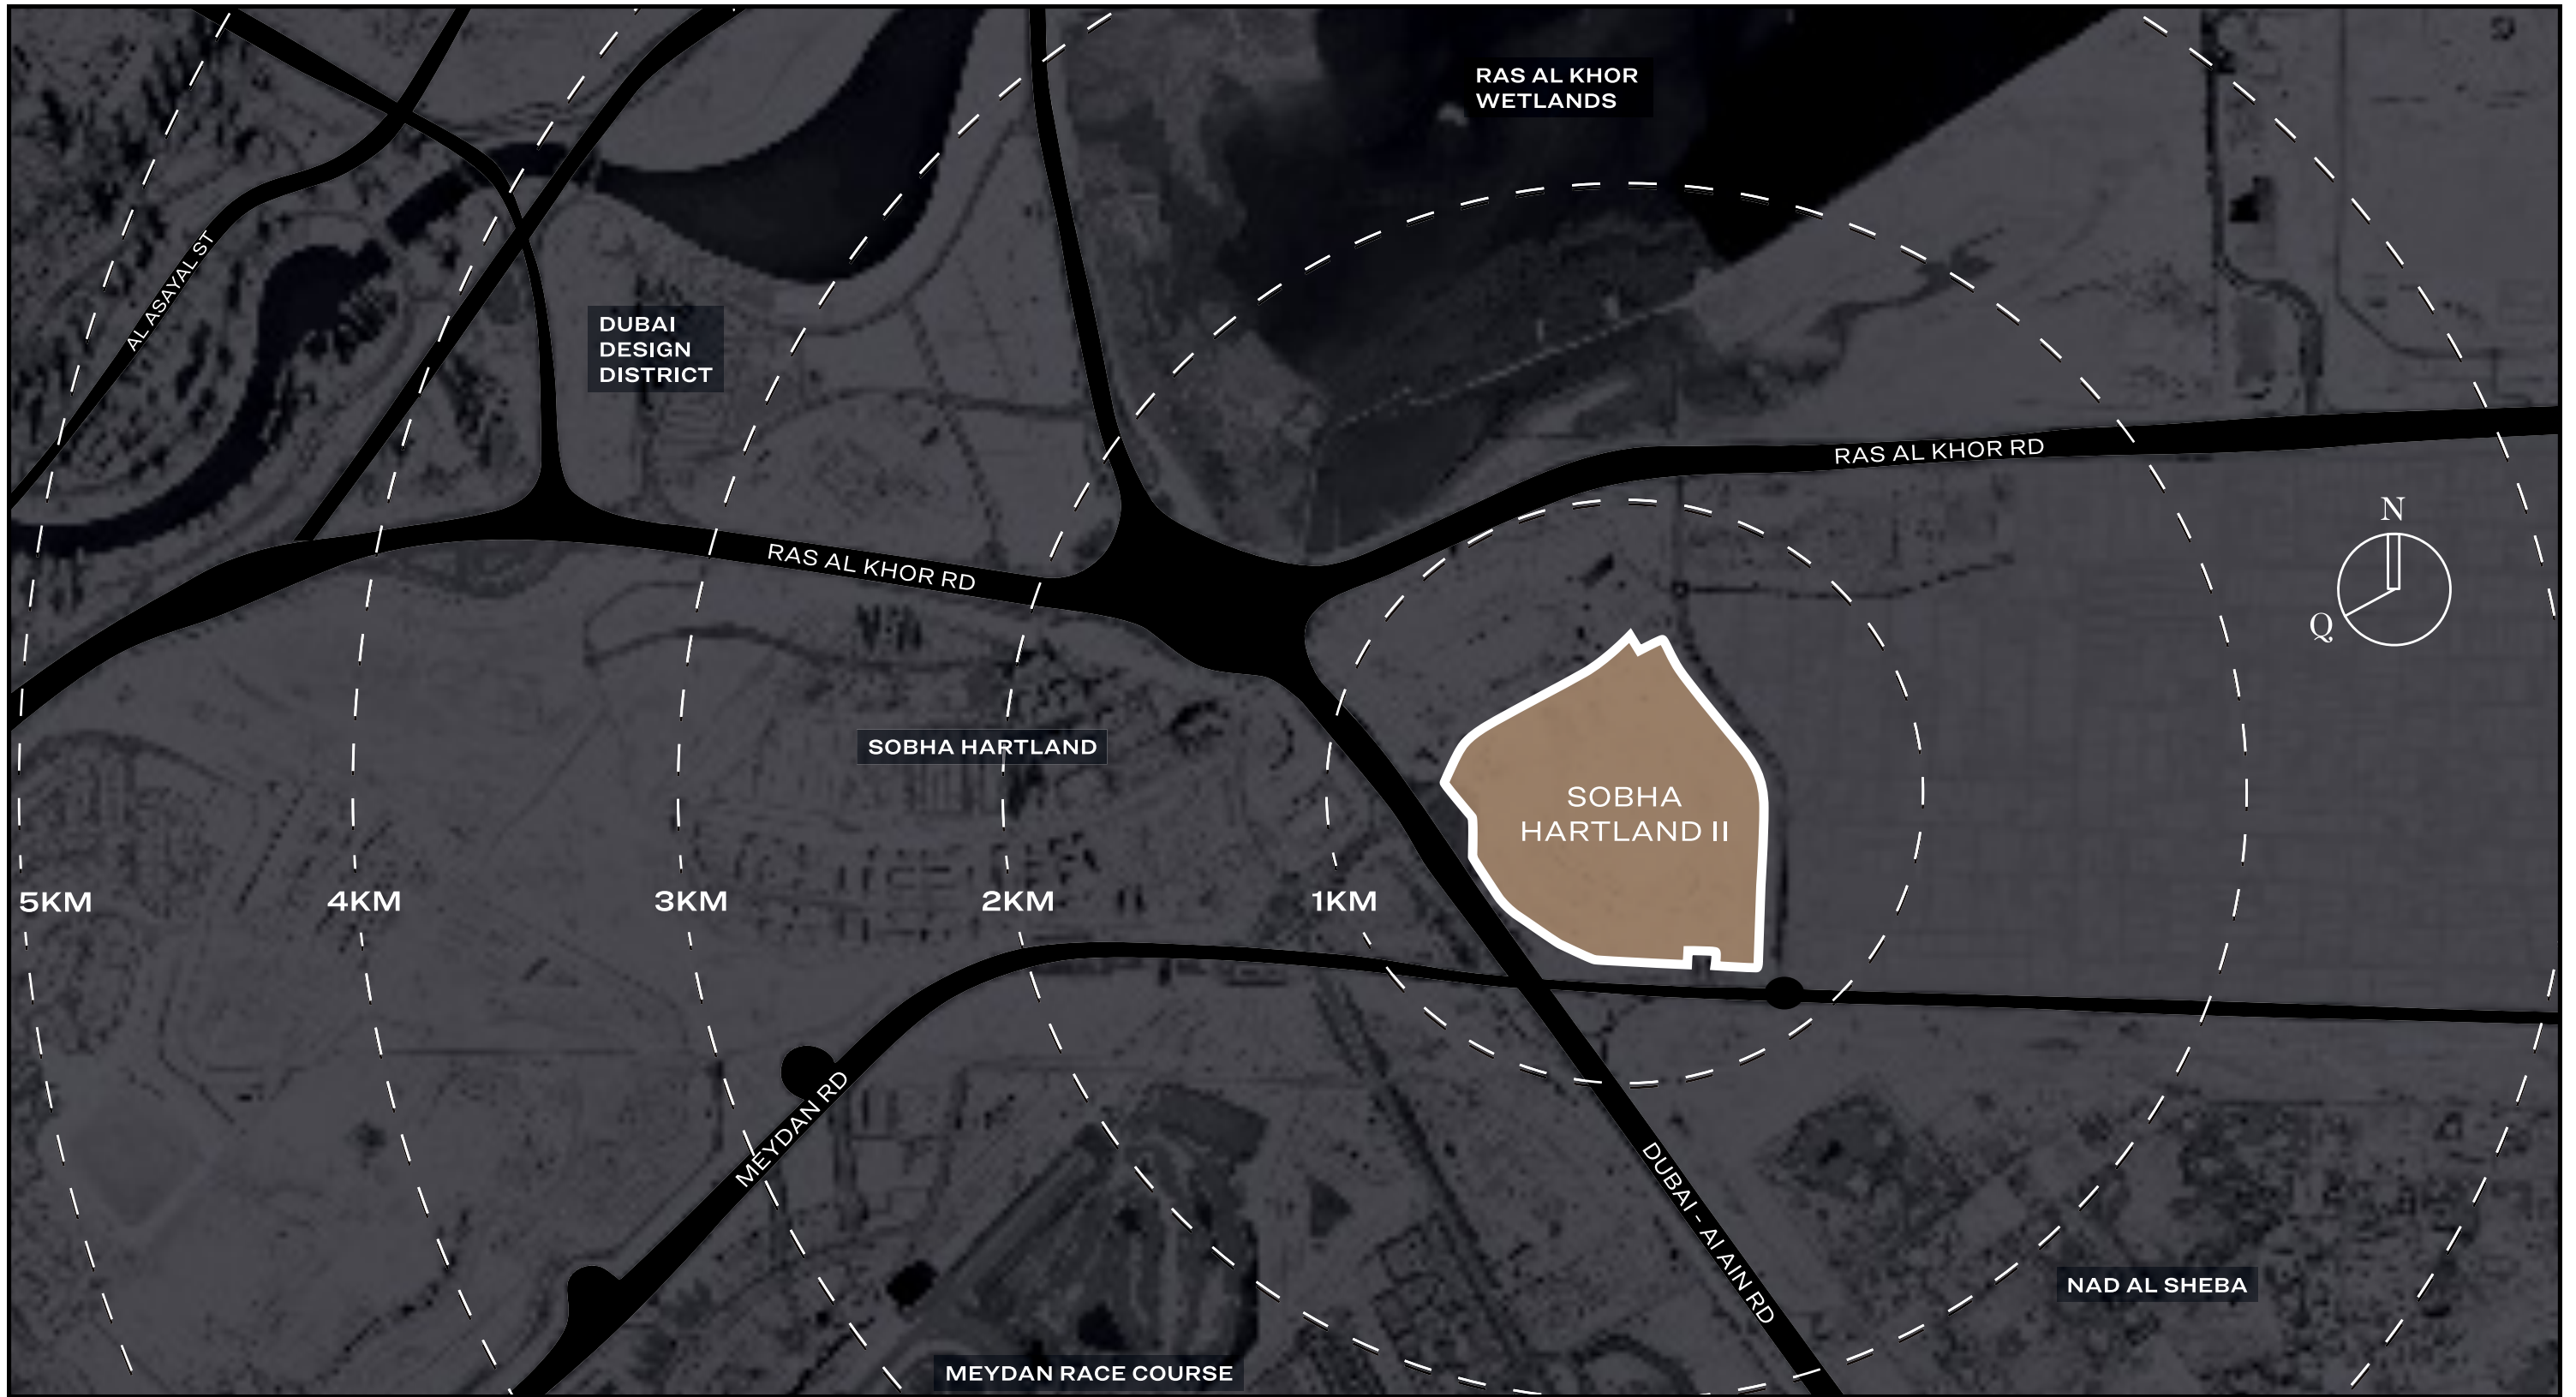 RAS AL KHOR
WETLANDS
AL ASAYAL ST
DUBAI
DESIGN
DISTRICT
RAS AL KHOR RD
N
Q
RAS AL KHOR RD
SOBHA HARTLAND
SOBHA
HARTLAND II
5KM
4KM
3KM
2KM
1KM
MEYDAN RD
DUBAI - AI AIN RD
NAD AL SHEBA
MEYDAN RACE COURSE